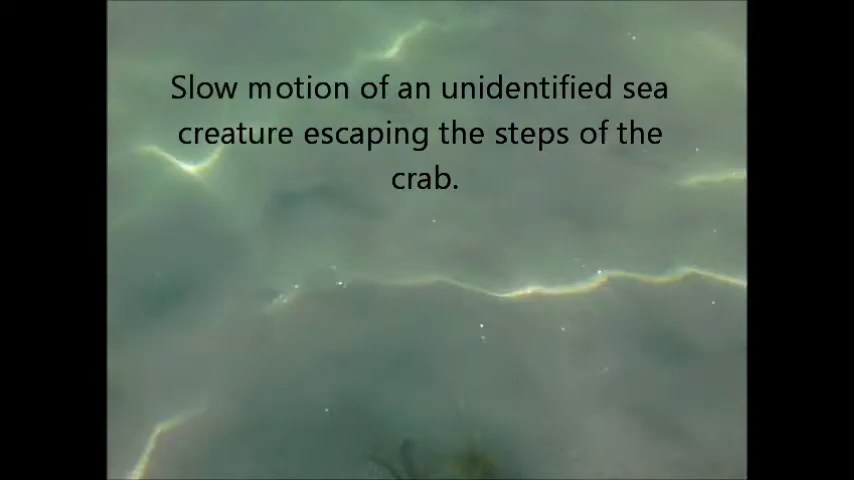 Slow motion of an unidentified sea
creature escaping the steps of the
crab.